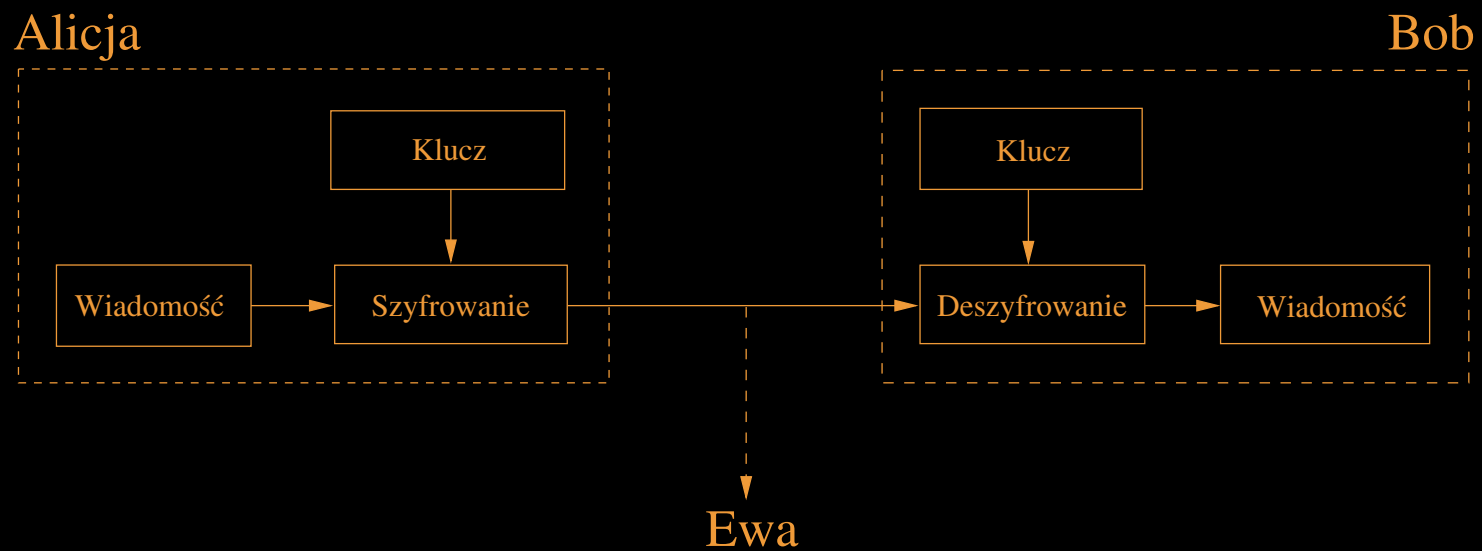 Alicja
Bob
Klucz
Klucz
Wiadomość
Szyfrowanie
Deszyfrowanie
Wiadomość
Ewa